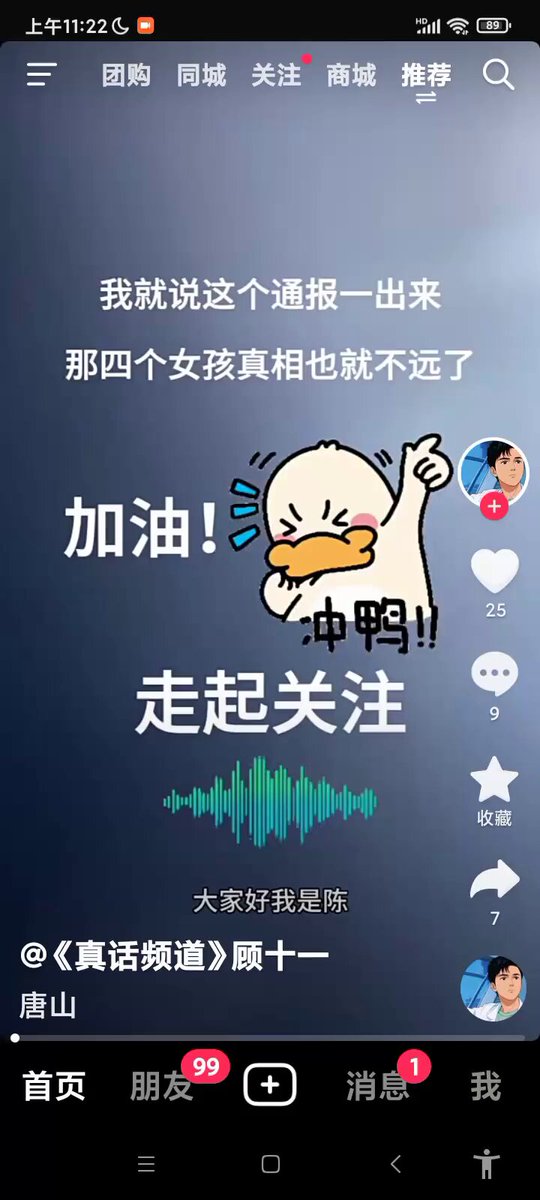 上午11:22
HD
89
团购 同城 关注 商城 推荐
我就说这个通报一出来
那四个女孩真相也就不远了
加油！
冲鸭!!
25
走起关注
9
收藏
大家好我是陈
7
@《真话频道》顾十一
唐山
首页 朋友 99 消息 1 我